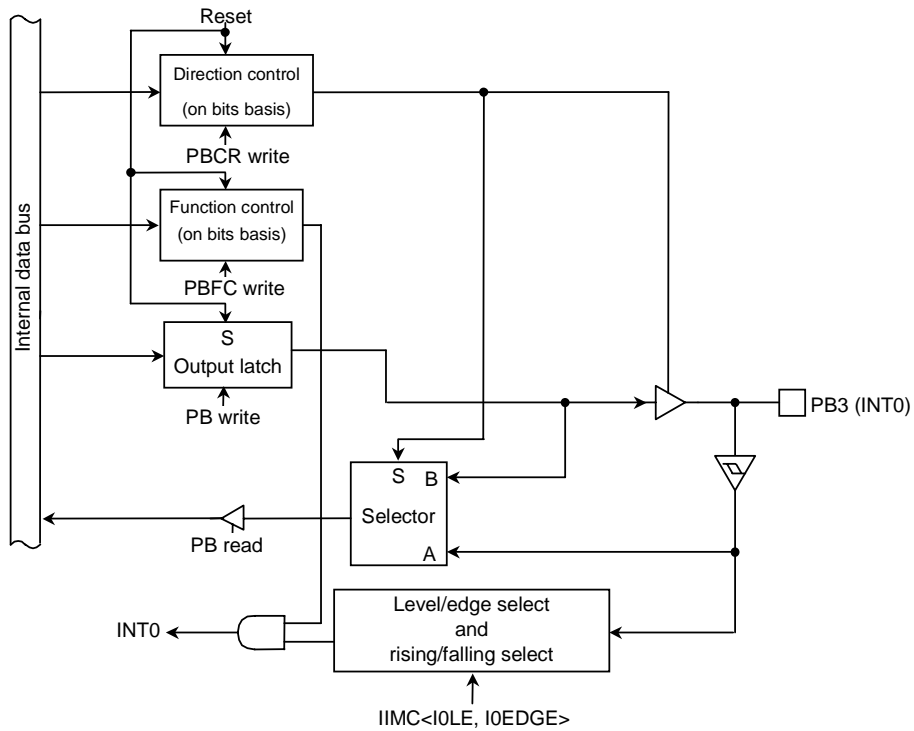 Reset
Internal data bus
Direction control
(on bits basis)
PBCR write
Function control
(on bits basis)
PBFC write
S
Output latch
PB write
PB3 (INT0)
S
B
Selector
A
PB read
Level/edge select
and
rising/falling select
INT0
IIMC<I0LE, I0EDGE>